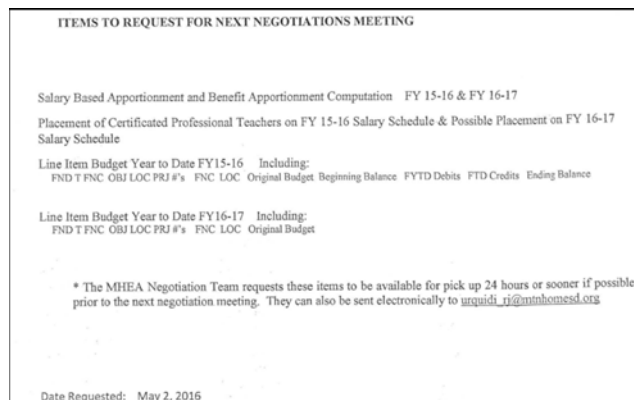 ITEMS TO REQUEST FOR NEXT NEGOTIATIONS MEETING
Salary Based Apportionment and Benefit Apportionment Computation FY 15-16 & FY 16-17
Placement of Certificated Professional Teachers on FY 15-16 Salary Schedule & Possible Placement on FY 16-17
Salary Schedule
Line Item Budget Year to Date FY15-16 Including:
FND T FNC OBJ LOC PRJ #'s FNC LOC Original Budget Beginning Balance FYTD Debits FTD Credits Ending Balance
Line Item Budget Year to Date FY16-17 Including:
FND T FNC OBJ LOC PRJ #'s FNC LOC Original Budget
* The MHEA Negotiation Team requests these items to be available for pick up 24 hours or sooner if possible
prior to the next negotiation meeting. They can also be sent electronically to urquidi_rj@mtnhomesd.org
Date Requested: May 2, 2016